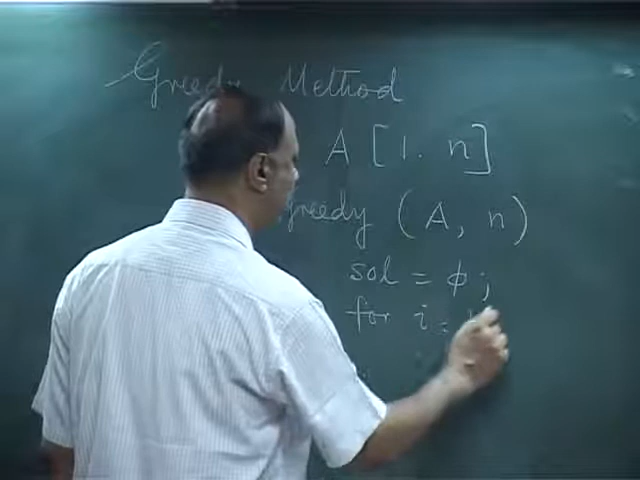 Greedy Method
A [1. n]
Greedy (A, n)
sol = ϕ;
for i =